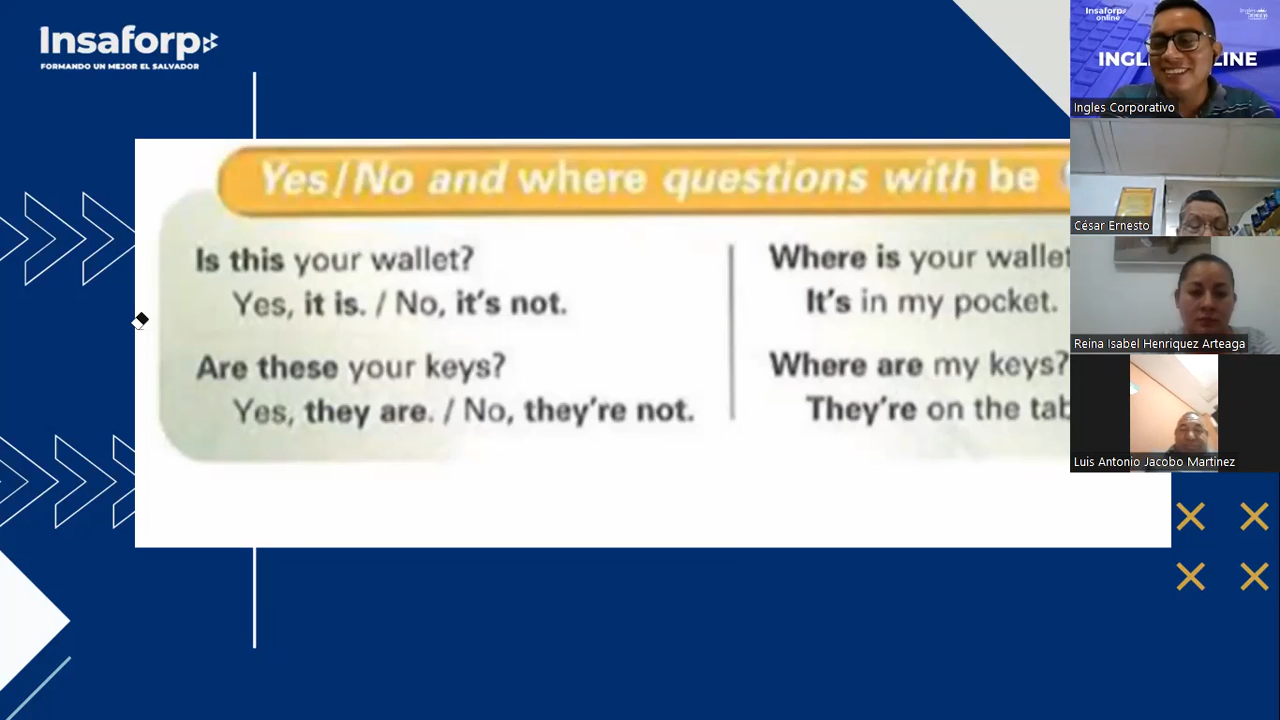 Insaforp
FORMANDO UN MEJOR EL SALVADOR
Yes/No and where questions with be
Is this your wallet?
Yes, it is. / No, it's not.
Are these your keys?
Yes, they are. / No, they're not.
Where is your wallet
It's in my pocket.
Where are my keys?
They're on the tab
Insaforp
online
Ingles Corporativo
César Ernesto
Reina Isabel Henriquez Arteaga
Luis Antonio Jacobo Martinez